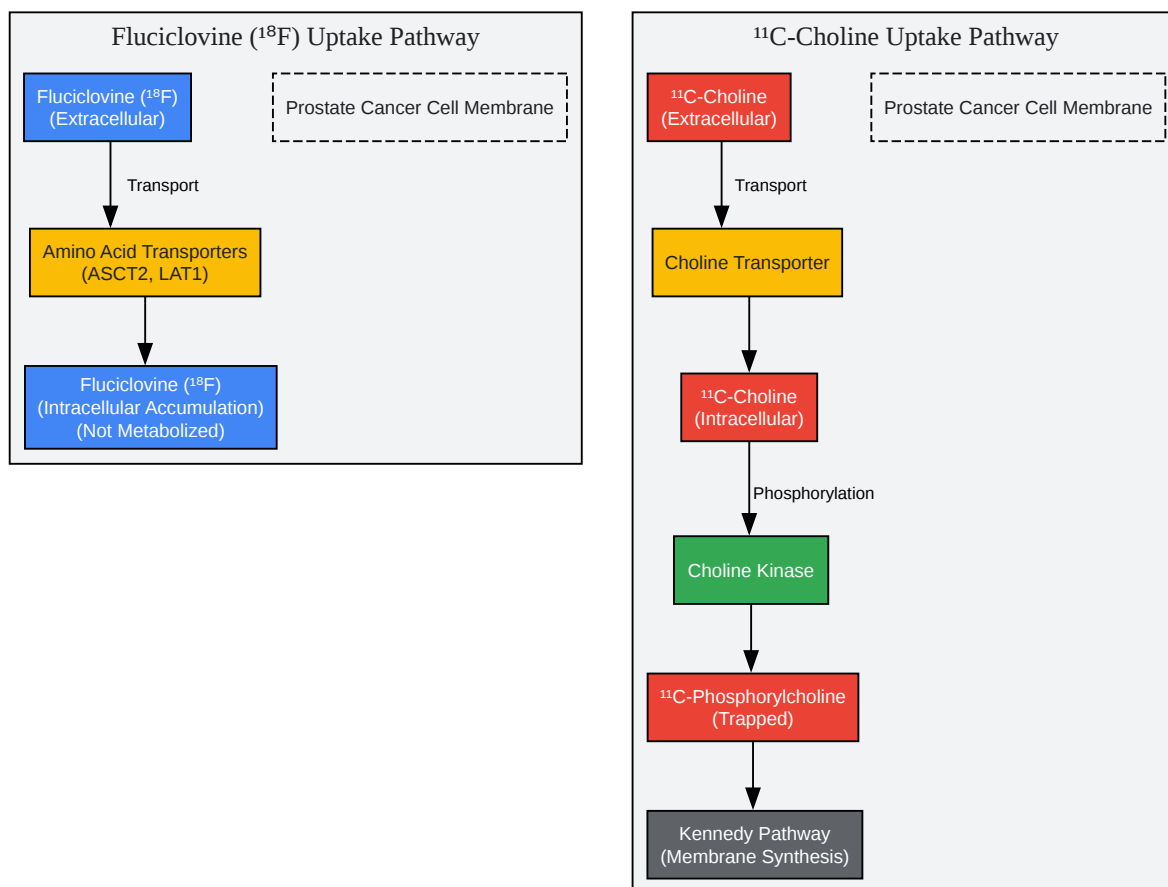 Fluciclovine (¹⁸F) Uptake Pathway
Fluciclovine (¹⁸F)
(Extracellular)
Prostate Cancer Cell Membrane
Transport
Amino Acid Transporters
(ASCT2, LAT1)
Fluciclovine (¹⁸F)
(Intracellular Accumulation)
(Not Metabolized)
¹¹C-Choline Uptake Pathway
¹¹C-Choline
(Extracellular)
Prostate Cancer Cell Membrane
Transport
Choline Transporter
¹¹C-Choline
(Intracellular)
Phosphorylation
Choline Kinase
¹¹C-Phosphorylcholine
(Trapped)
Kennedy Pathway
(Membrane Synthesis)